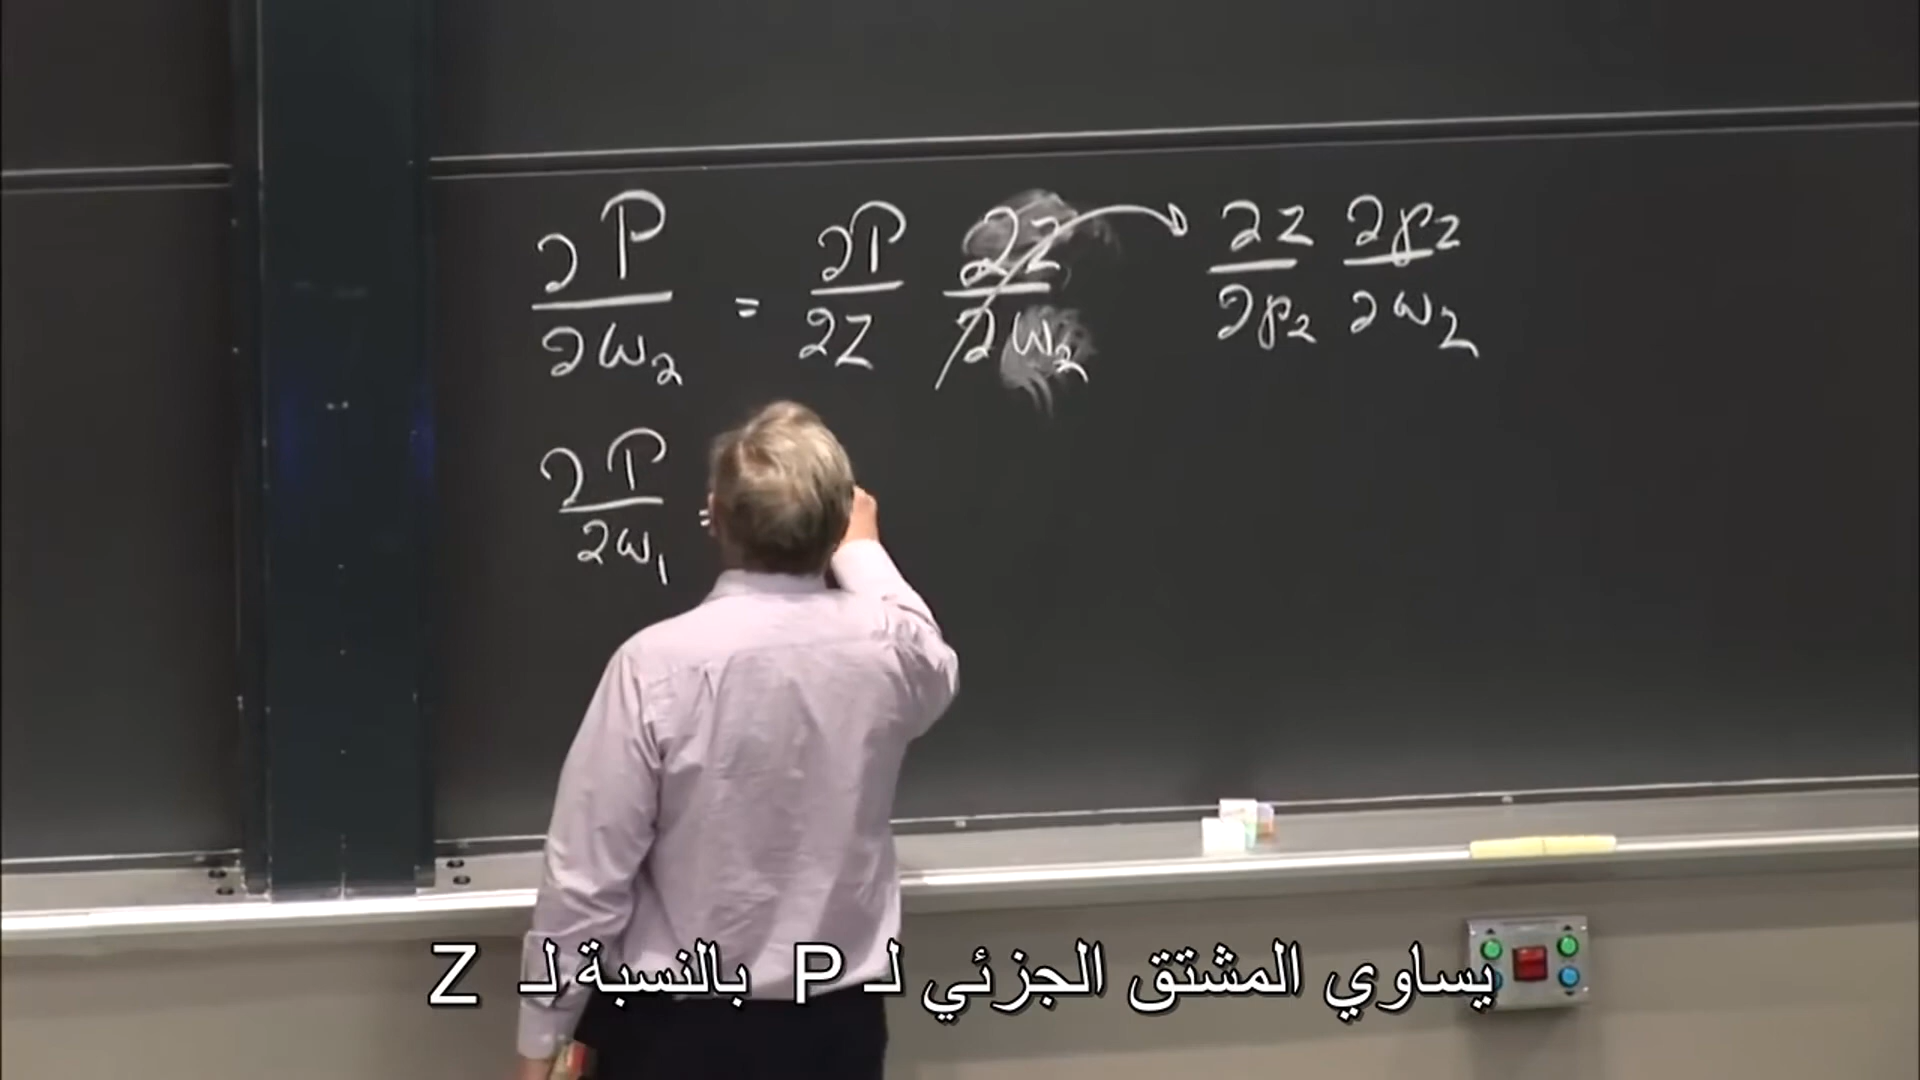 ∂P/∂w₂ = ∂P/∂z ∂z/∂w₂ ∂z/∂p₂ ∂p₂/∂w₂
∂P/∂w₁ =
يساوي المشتق الجزئي لـ P بالنسبة لـ Z